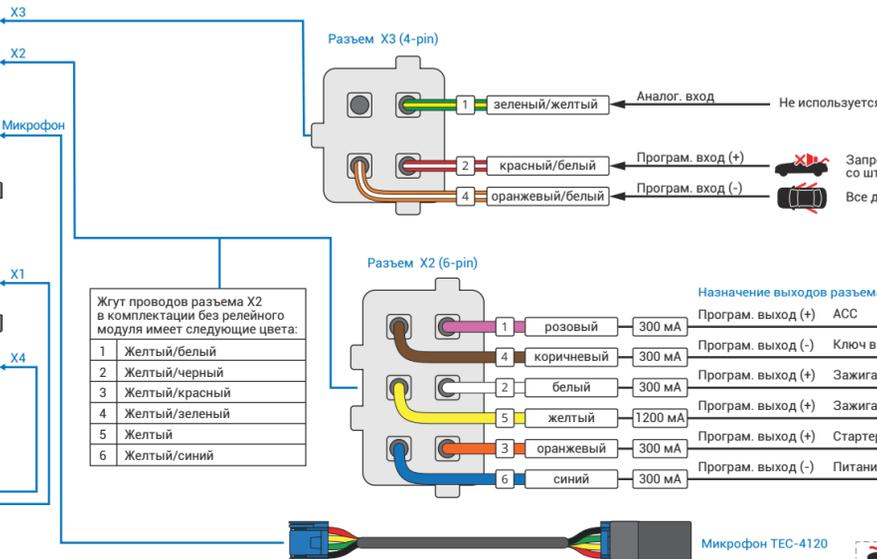 X3
Разъем X3 (4-pin)
X2
1 зеленый/желтый Аналог. вход Не используется
Микрофон
2 красный/белый Програм. вход (+)
4 оранжевый/белый Програм. вход (-) Все
X1
Разъем X2 (6-pin)
Назначение выходов разъема
Жгут проводов разъема X2
в комплектации без релейного
модуля имеет следующие цвета:
1 Желтый/белый
2 Желтый/черный
3 Желтый/красный
4 Желтый/зеленый
5 Желтый
6 Желтый/синий
X4
1 розовый 300 мА Програм. выход (+) АСС
4 коричневый 300 мА Програм. выход (-) Ключ в
2 белый 300 мА Програм. выход (+)
5 желтый 1200 мА Програм. выход (+)
3 оранжевый 300 мА Програм. выход (+)
6 синий 300 мА Програм. выход (-)
Микрофон TEC-4120